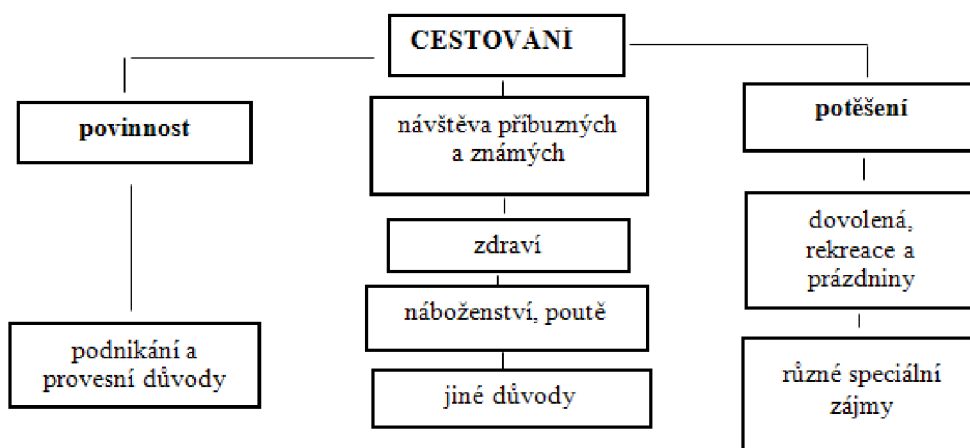 CESTOVÁNÍ
povinnost
návštěva příbuzných
a známých
potěšení
zdraví
dovolená,
rekreace a
prázdniny
náboženství, poutě
podnikání a
provesní důvody
jiné důvody
různé speciální
zájmy